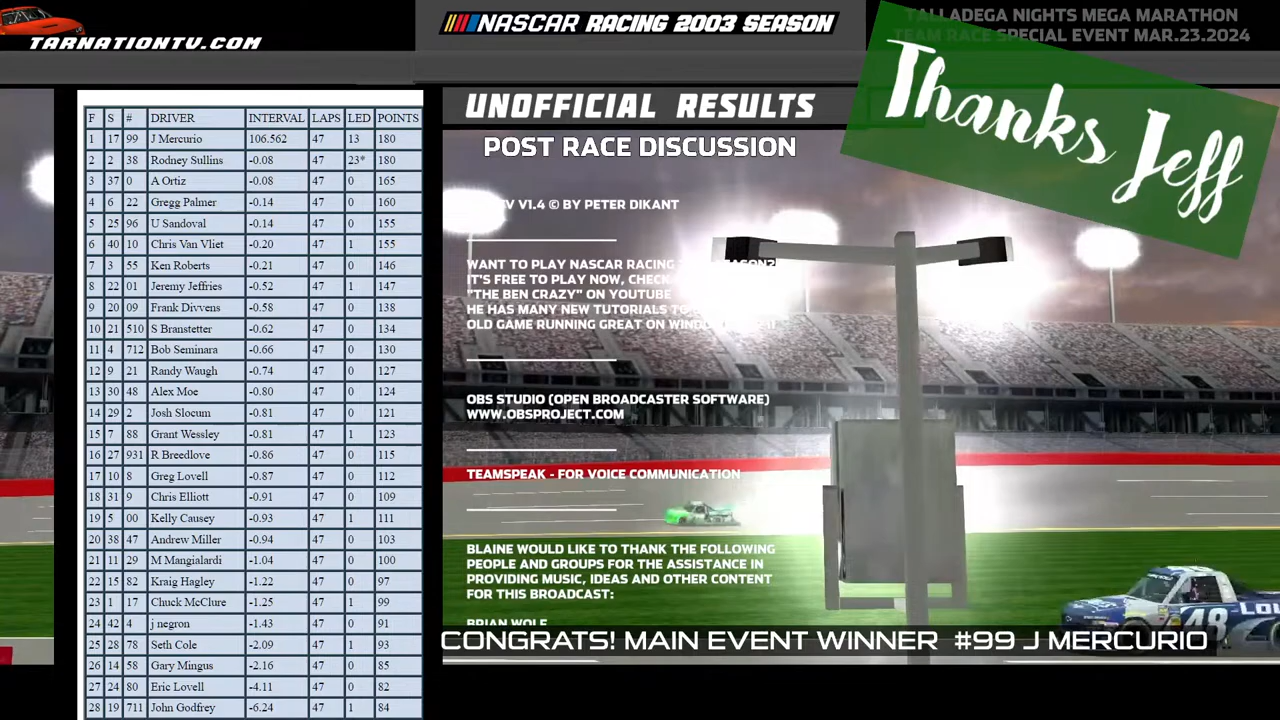 TARNATIONTV.COM
NASCAR RACING 2003 SEASON
TALLADEGA NIGHTS MEGA MARATHON
TEAM RACE SPECIAL EVENT MAR.23.2024
Thanks Jeff
F S # DRIVER INTERVAL LAPS LED POINTS
1 17 99 J Mercurio 106.562 47 13 180
2 2 38 Rodney Sullins -0.08 47 23* 180
3 37 0 A Ortiz -0.08 47 0 165
4 6 22 Gregg Palmer -0.14 47 0 160
5 25 96 U Sandoval -0.14 47 0 155
6 40 10 Chris Van Vliet -0.20 47 1 155
7 3 55 Ken Roberts -0.21 47 0 146
8 22 01 Jeremy Jeffries -0.52 47 1 147
9 20 09 Frank Divvens -0.58 47 0 138
10 21 510 S Branstetter -0.62 47 0 134
11 4 712 Bob Seminara -0.66 47 0 130
12 9 21 Randy Waugh -0.74 47 0 127
13 30 48 Alex Moe -0.80 47 0 124
14 29 2 Josh Slocum -0.81 47 0 121
15 7 88 Grant Wessley -0.81 47 1 123
16 27 931 R Breedlove -0.86 47 0 115
17 10 8 Greg Lovell -0.87 47 0 112
18 31 9 Chris Elliott -0.91 47 0 109
19 5 00 Kelly Causey -0.93 47 1 111
20 38 47 Andrew Miller -0.94 47 0 103
21 11 29 M Mangialardi -1.04 47 0 100
22 15 82 Kraig Hagley -1.22 47 0 97
23 1 17 Chuck McClure -1.25 47 1 99
24 42 4 j negron -1.43 47 0 91
25 28 78 Seth Cole -2.09 47 1 93
26 14 58 Gary Mingus -2.16 47 0 85
27 24 80 Eric Lovell -4.11 47 0 82
28 19 711 John Godfrey -6.24 47 1 84
UNOFFICIAL RESULTS
POST RACE DISCUSSION
V1.4 © BY PETER DIKANT
WANT TO PLAY NASCAR RACING
IT'S FREE TO PLAY NOW, CHECK
"THE BEN CRAZY" ON YOUTUBE
HE HAS MANY NEW TUTORIALS
OLD GAME RUNNING GREAT ON
OBS STUDIO (OPEN BROADCASTER SOFTWARE)
WWW.OBSPROJECT.COM
TEAMSPEAK - FOR VOICE COMMUNICATION
BLAINE WOULD LIKE TO THANK THE FOLLOWING
PEOPLE AND GROUPS FOR THE ASSISTANCE IN
PROVIDING MUSIC, IDEAS AND OTHER CONTENT
FOR THIS BROADCAST:
BRIAN WOLF
CONGRATS! MAIN EVENT WINNER #99 J MERCURIO
48